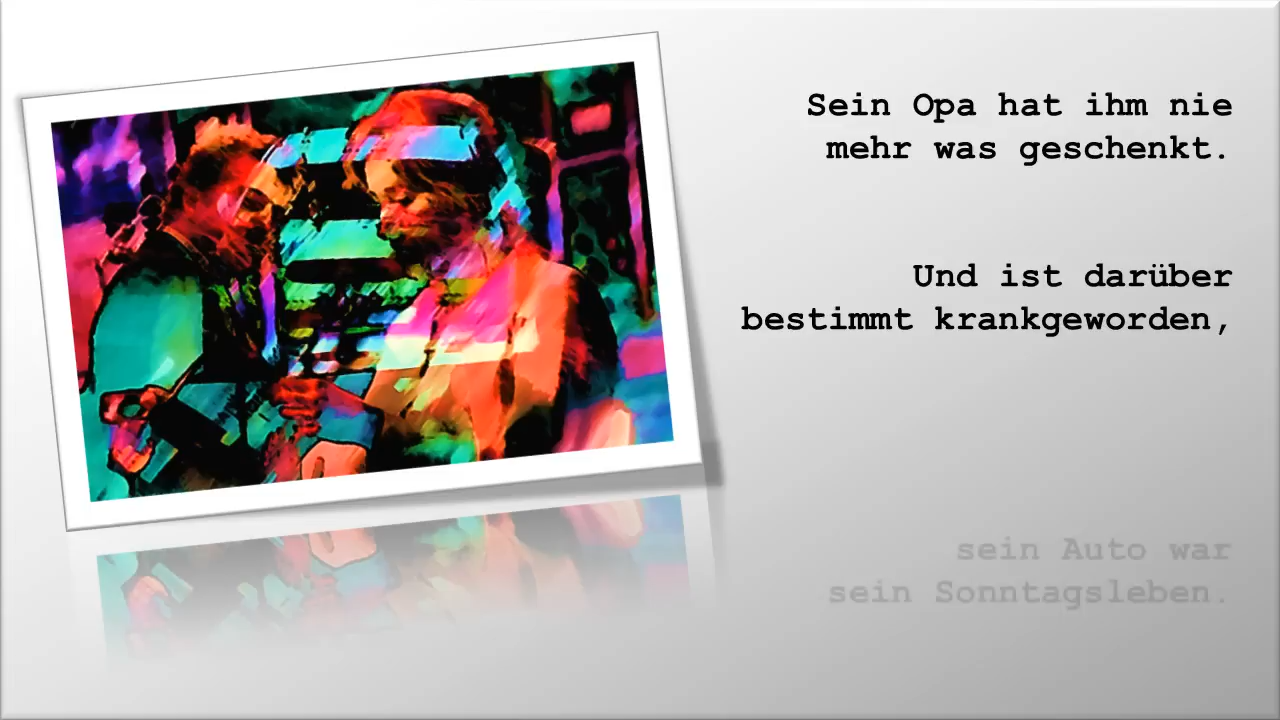 Sein Opa hat ihm nie
mehr was geschenkt.
Und ist darüber
bestimmt krankgeworden,
sein Auto war
sein Sonntagsleben.